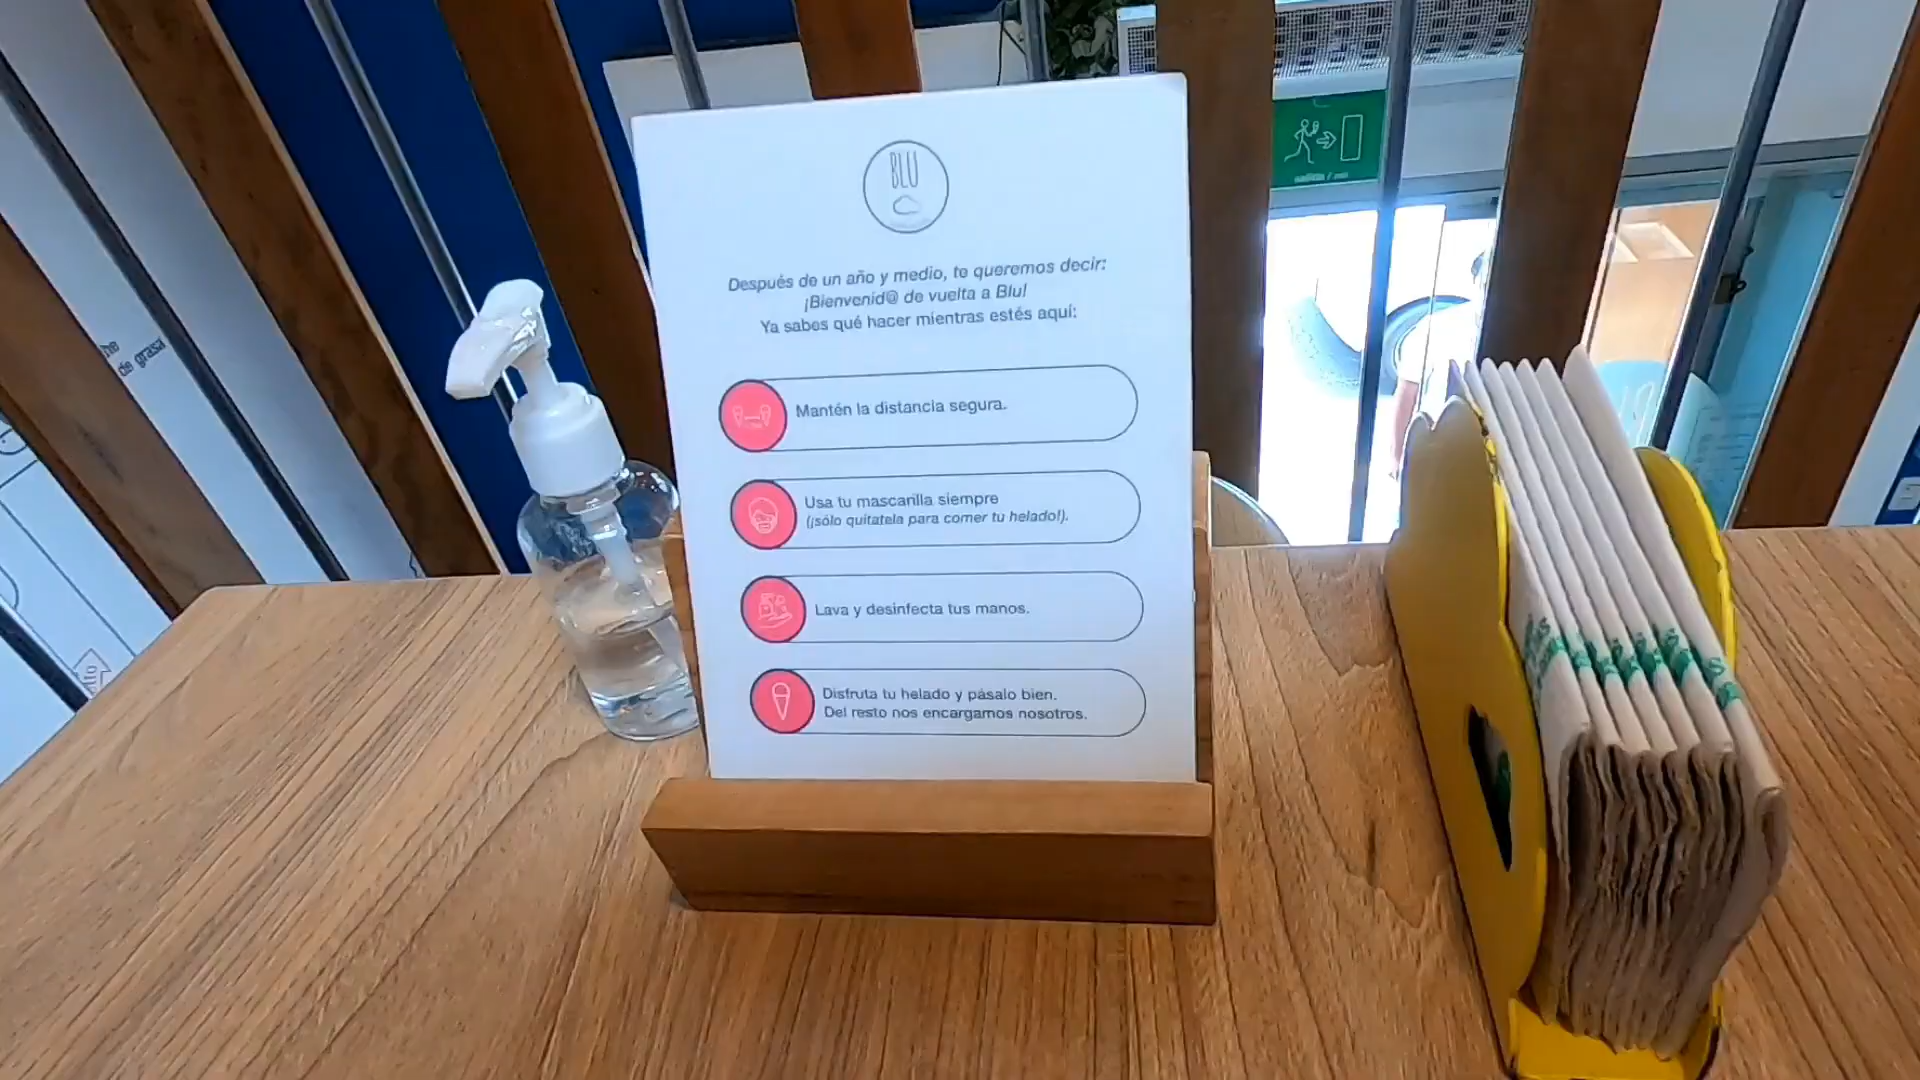 BLU
Después de un año y medio, te queremos decir:
¡Bienvenid@ de vuelta a Blu!
Ya sabes qué hacer mientras estés aquí:
Mantén la distancia segura.
Usa tu mascarilla siempre
(¡sólo quítatela para comer tu helado!).
Lava y desinfecta tus manos.
Disfruta tu helado y pásalo bien.
Del resto nos encargamos nosotros.
de grasa